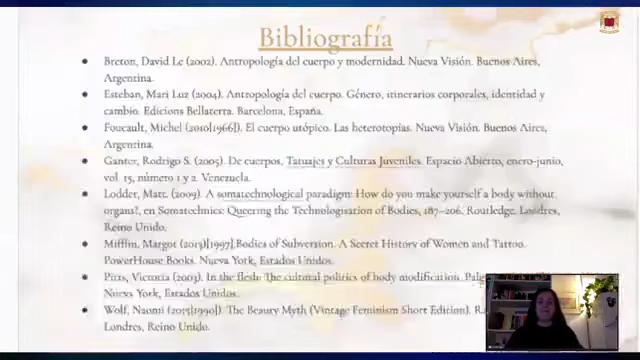 Bibliografía
● Breton, David Le (2002). Antropología del cuerpo y modernidad. Nueva Visión. Buenos Aires,
Argentina.
● Esteban, Mari Luz (2004). Antropología del cuerpo. Género, itinerarios corporales, identidad y
cambio. Edicions Bellaterra. Barcelona, España.
● Foucault, Michel (2010[1966]). El cuerpo utópico. Las heterotopías. Nueva Visión. Buenos Aires,
Argentina.
● Ganter, Rodrigo S. (2005). De cuerpos, Tatuajes y Culturas Juveniles. Espacio Abierto, enero-junio,
vol. 15, número 1 y 2. Venezuela.
● Lodder, Matt. (2009). A somatechnological paradigm: How do you make yourself a body without
organs?, en Somatechnics: Queering the Technologisation of Bodies, 187–206. Routledge. Londres,
Reino Unido.
● Mifflin, Margot (2013)[1997].Bodies of Subversion. A Secret History of Women and Tattoo.
PowerHouse Books. Nueva York, Estados Unidos.
● Pitts, Victoria (2003). In the flesh: The cultural politics of body modification.
Nueva York, Estados Unidos.
● Wolf, Naomi (2015[1990]). The Beauty Myth (Vintage Feminism Short Edition).
Londres, Reino Unido.